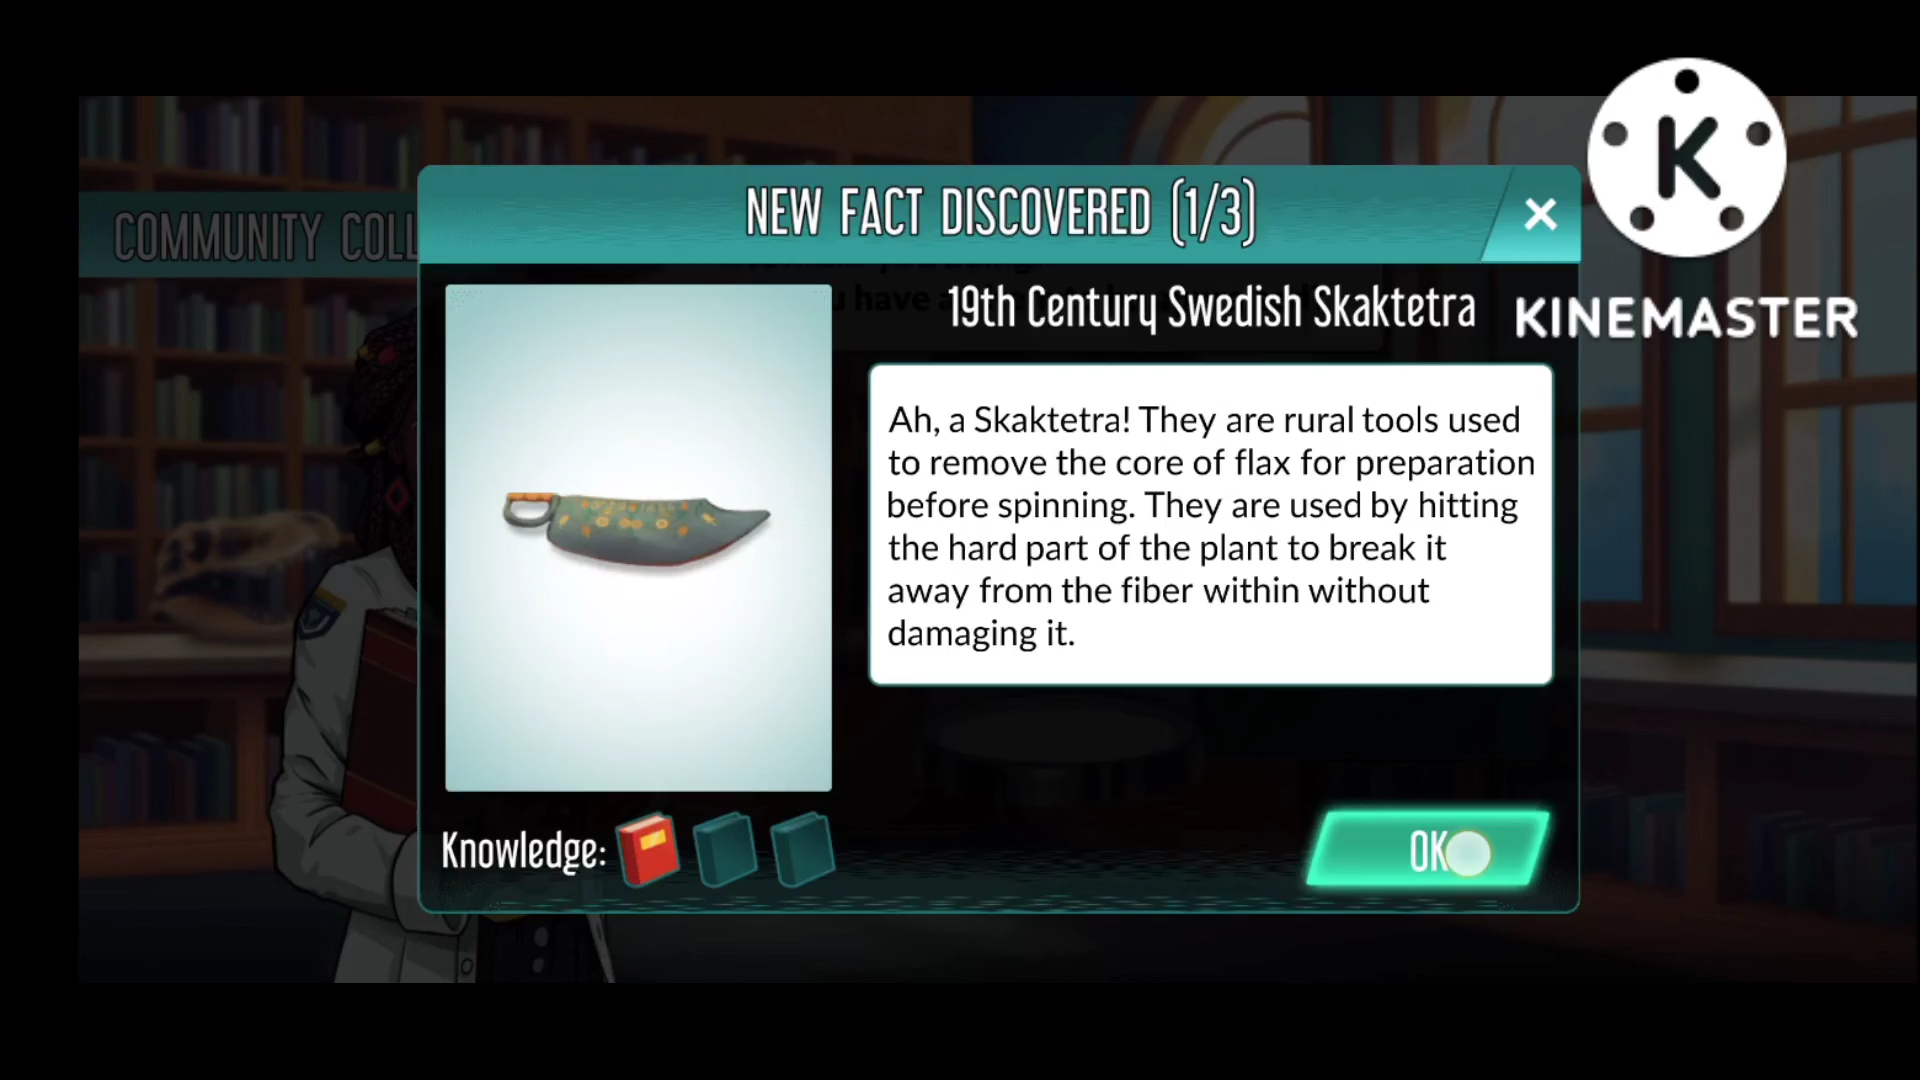 K
KINEMASTER
COMMUNITY COLL
NEW FACT DISCOVERED (1/3)
19th Century Swedish Skaktetra
Ah, a Skaktetra! They are rural tools used
to remove the core of flax for preparation
before spinning. They are used by hitting
the hard part of the plant to break it
away from the fiber within without
damaging it.
Knowledge:
OK